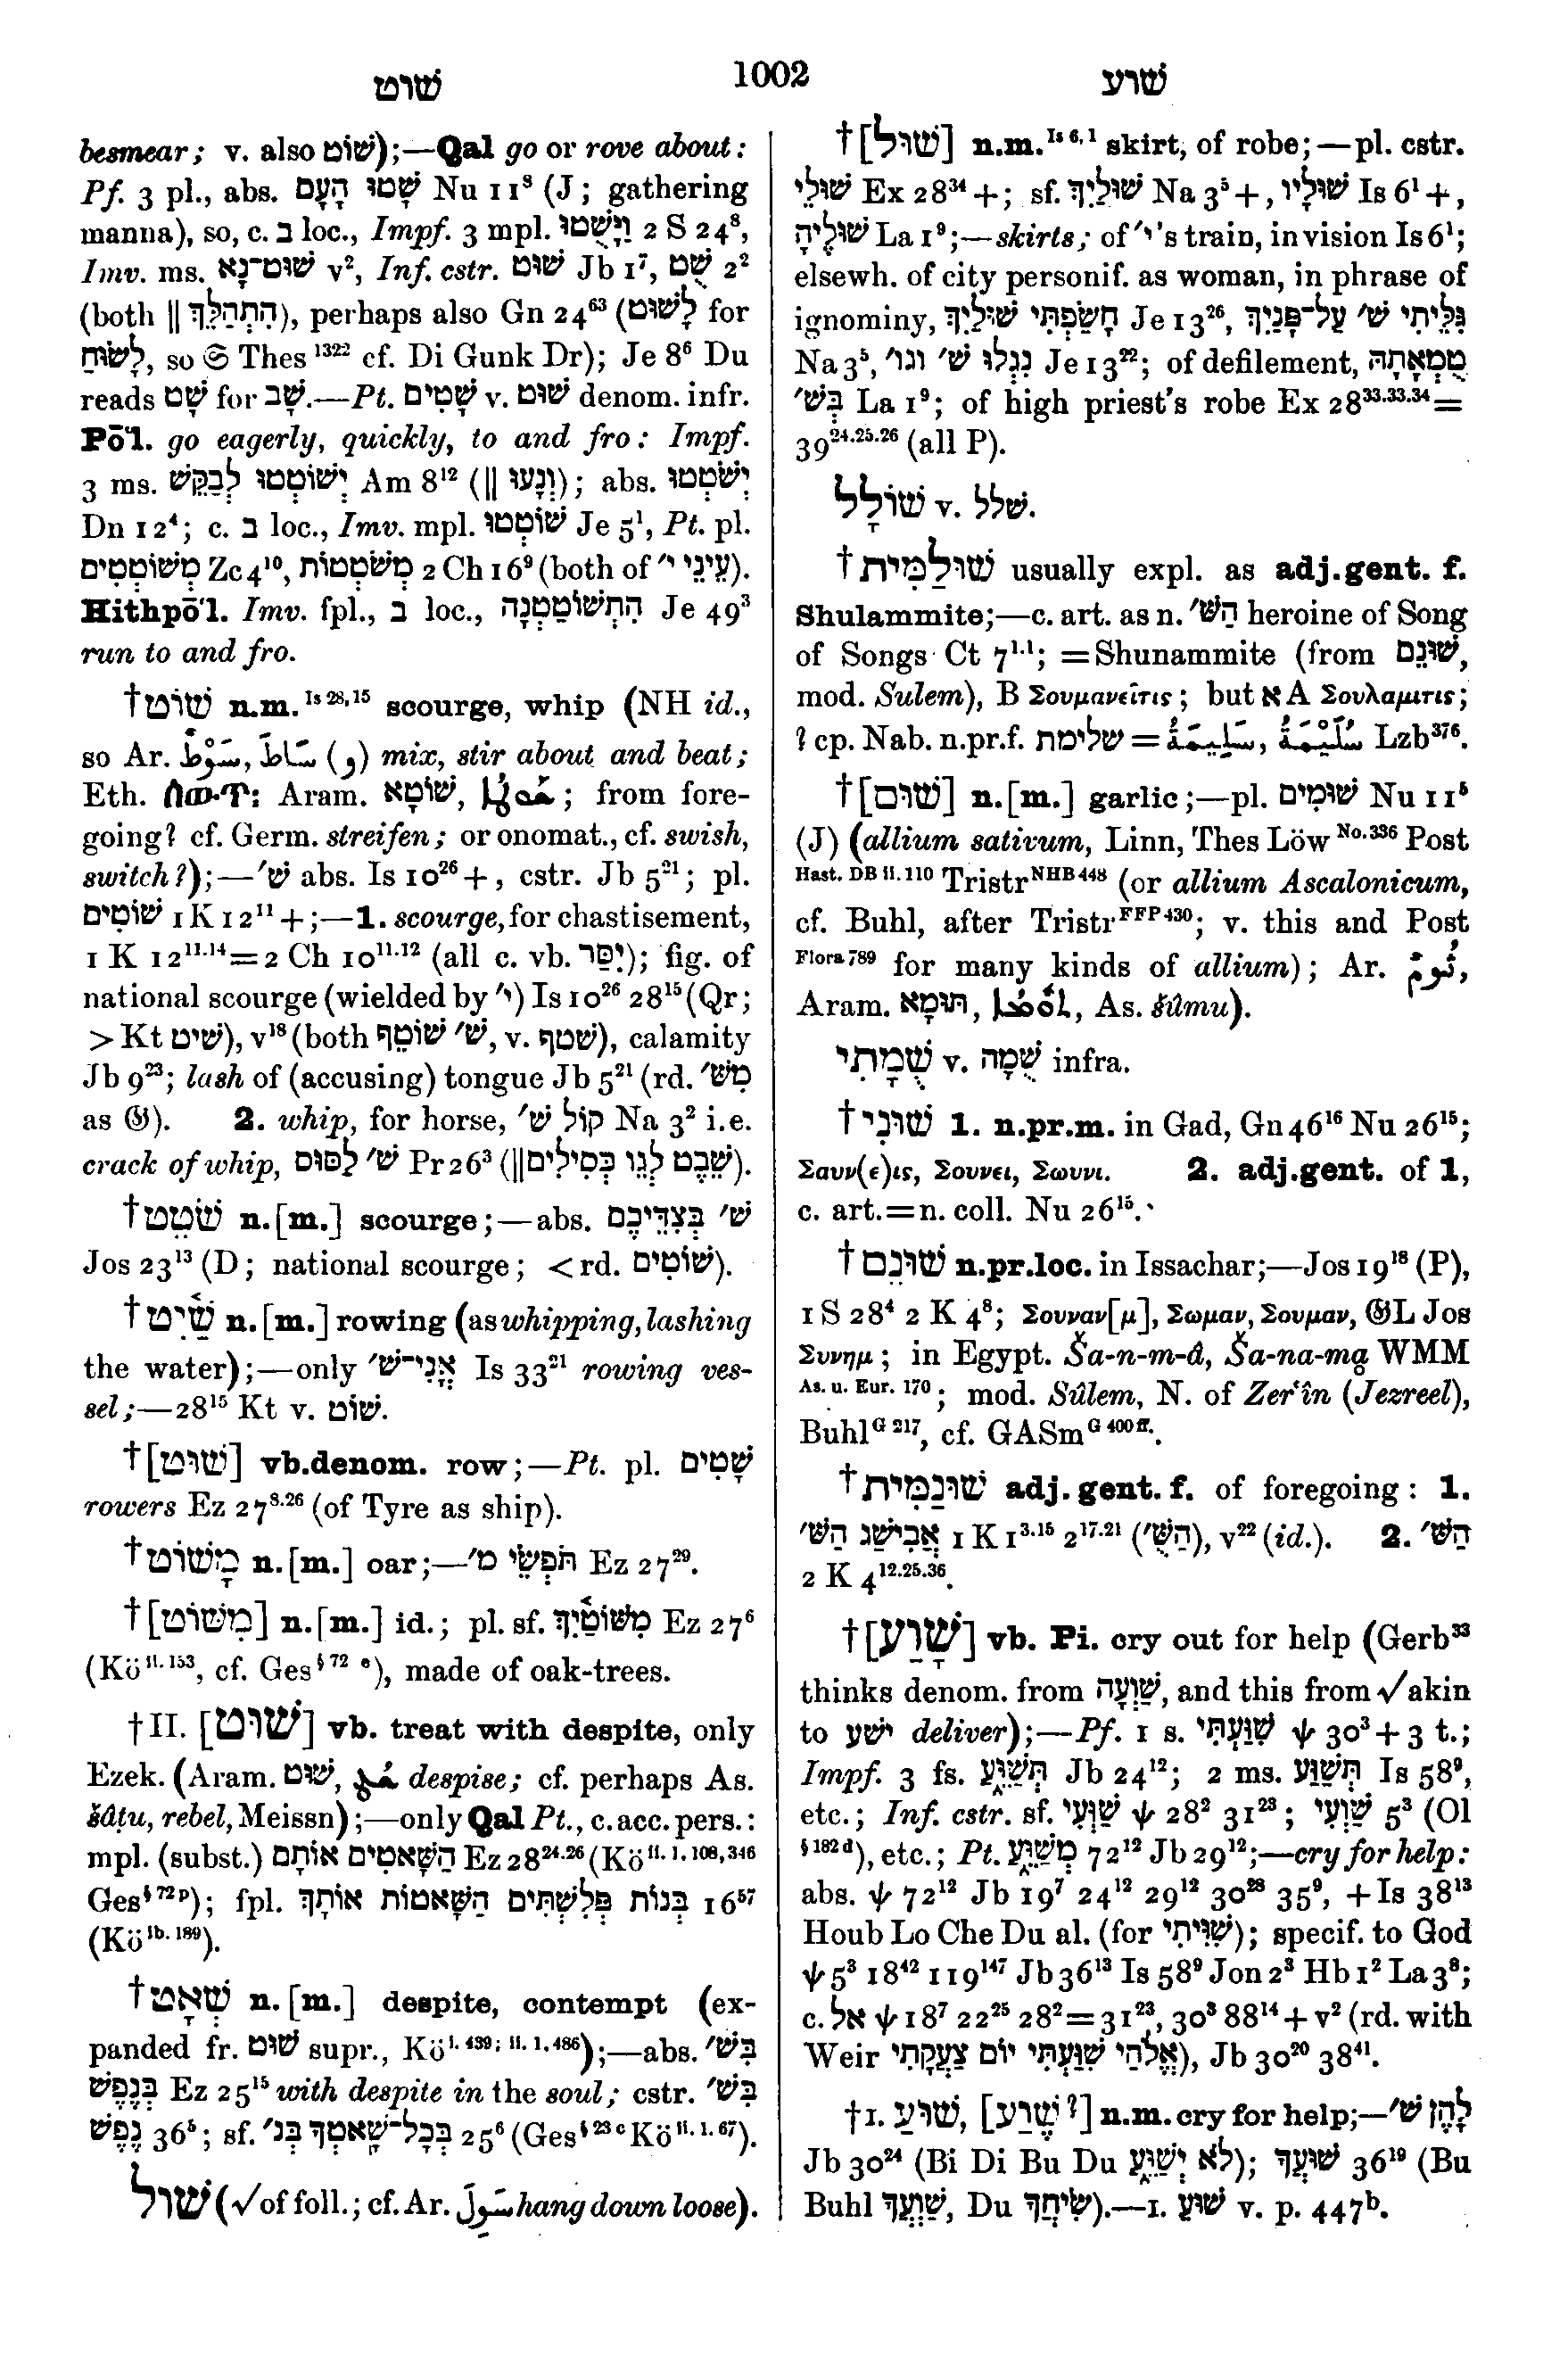 שׁוט
1002
שׁוע
besmear; v. also שׁוֹט);—Qal go or rove about:
Pf. 3 pl., abs. שָׁטוּ הָעָם Nu 11⁸ (J; gathering
manna), so, c. בְּ loc., Impf. 3 mpl. וַיָּשֻׁטוּ 2 S 24⁸,
Imv. ms. שׁוּט־נָא v², Inf. cstr. שׁוּט Jb 1⁷, שֻׁט 2²
(both ‖ הִתְהַלֵּךְ), perhaps also Gn 24⁶³ (לָשׁוּט for
לָשׂוּחַ, so 𝔖 Thes ¹³²² cf. Di Gunk Dr); Je 8⁶ Du
reads שָׁט for שָׁב.—Pt. שָׁטִים v. שׁוּט denom. infr.
Pō‘l. go eagerly, quickly, to and fro: Impf.
3 ms. יְשׁוֹטְטוּ לְבַקֵּשׁ Am 8¹² (‖ וְנָעוּ); abs. יְשֹׁטְטוּ
Dn 12⁴; c. בְּ loc., Imv. mpl. שׁוֹטְטוּ Je 5¹, Pt. pl.
מְשׁוֹטְטִים Zc 4¹⁰, מְשֹׁטְטוֹת 2 Ch 16⁹ (both of עֵינֵי י״).
Hithpō‘l. Imv. fpl., בְּ loc., הִתְשׁוֹטַטְנָה Je 49³
run to and fro.
†שׁוֹט n.m. Is 28,15 scourge, whip (NH id.,
so Ar. سَوْطٌ, سَاطَ (و) mix, stir about and beat;
Eth. ሰወጠ፡ Aram. שׁוֹטָא, ܫܘܛܐ; from fore-
going? cf. Germ. streifen; or onomat., cf. swish,
switch?);—שׁ׳ abs. Is 10²⁶+, cstr. Jb 5²¹; pl.
שׁוֹטִים 1 K 12¹¹+;—1. scourge, for chastisement,
1 K 12¹¹·¹⁴=2 Ch 10¹¹·¹² (all c. vb. יִסַּר); fig. of
national scourge (wielded by י׳) Is 10²⁶ 28¹⁵ (Qr;
>Kt שׁיט), v¹⁸ (both שׁ׳ שׁוֹטֵף, v. שׁטף), calamity
Jb 9²³; lash of (accusing) tongue Jb 5²¹ (rd. מִשּׁ׳
as 𝔊). 2. whip, for horse, קוֹל שׁ׳ Na 3² i.e.
crack of whip, שׁ׳ לַסּוּס Pr 26³ (‖שֵׁבֶט לְגֵו כְּסִילִים).
†שֹׁטֵט n.[m.] scourge;—abs. שׁ׳ בְּצִדֵּיכֶם
Jos 23¹³ (D; national scourge; <rd. שׁוֹטִים).
†שַׁיִט n.[m.] rowing (as whipping, lashing
the water);—only אֳנִי־שׁ׳ Is 33²¹ rowing ves-
sel;—28¹⁵ Kt v. שׁוֹט.
†[שׁוּט] vb.denom. row;—Pt. pl. שָׁטִים
rowers Ez 27⁸·²⁶ (of Tyre as ship).
†מָשׁוֹט n.[m.] oar;—תֹּפְשֵׂי מ׳ Ez 27²⁹.
†[מִשּׁוֹט] n.[m.] id.; pl. sf. מִשּׁוֹטַיִךְ Ez 27⁶
(Kö ii. 153, cf. Ges § 72 e), made of oak-trees.
†II. [שׁוּט] vb. treat with despite, only
Ezek. (Aram. שׁוּט, ܫܛ despise; cf. perhaps As.
šâṭu, rebel, Meissn);—only Qal Pt., c. acc. pers.:
mpl. (subst.) הַשָּׁאטִים אוֹתָם Ez 28²⁴·²⁶ (Kö ii. 1. 108, 346
Ges § 72 p); fpl. בְּנוֹת פְּלִשְׁתִּים הַשָּׁאטוֹת אוֹתָךְ 16⁵⁷
(Kö ib. 189).
†שְׁאָט n.[m.] despite, contempt (ex-
panded fr. שׁוּט supr., Kö i. 439; ii. 1. 486);—abs. בִּשׁ׳
בְּנֶפֶשׁ Ez 25¹⁵ with despite in the soul; cstr. בִּשׁ׳
נֶפֶשׁ 36⁵; sf. בְּכָל־שָׁאטְךָ בְּנ׳ 25⁶ (Ges § 23 c Kö ii. 1. 67).
שׁול (√of foll.; cf. Ar. سَوِلَ hang down loose).
†[שׁוּל] n.m. Is 6,1 skirt, of robe;—pl. cstr.
שׁוּלֵי Ex 28³⁴+; sf. שׁוּלַיִךְ Na 3⁵+, שׁוּלָיו Is 6¹+,
שׁוּלֶיהָ La 1⁹;—skirts; of י׳'s train, in vision Is 6¹;
elsewh. of city personif. as woman, in phrase of
ignominy, חָשַׂפְתִּי שׁוּלַיִךְ Je 13²⁶, גִּלֵּיתִי שׁ׳ עַל־פָּנַיִךְ
Na 3⁵, נִגְלוּ שׁ׳ וגו׳ Je 13²²; of defilement, טֻמְאָתָהּ
בְּשׁ׳ La 1⁹; of high priest's robe Ex 28³³·³³·³⁴=
39²⁴·²⁵·²⁶ (all P).
שׁוֹלָל v. שׁלל.
†שׁוּלַמִּית usually expl. as adj.gent. f.
Shulammite;—c. art. as n. הַשּׁ׳ heroine of Song
of Songs Ct 7¹·¹; =Shunammite (from שׁוּנֵם,
mod. Sulem), B Σουμανεῖτις; but א A Σουλαμιτις;
? cp. Nab. n.pr.f. שלימת = سَلِيمَةُ, سُلَيْمَةُ Lzb³⁷⁶.
†[שׁוּם] n.[m.] garlic;—pl. שׁוּמִים Nu 11⁵
(J) (allium sativum, Linn, Thes Löw No. 336 Post
Hast. DB ii. 110 Tristr NHB 448 (or allium Ascalonicum,
cf. Buhl, after Tristr FFP 430; v. this and Post
Flora 789 for many kinds of allium); Ar. ثُومٌ,
Aram. תּוּמָא, ܬܘܡܐ, As. šûmu).
שֻׁמָתִי v. שֻׁמָה infra.
†שׁוּנִי 1. n.pr.m. in Gad, Gn 46¹⁶ Nu 26¹⁵;
Σαυν(ε)ις, Σουνει, Σωυνι. 2. adj.gent. of 1,
c. art.=n. coll. Nu 26¹⁵.
†שׁוּנֵם n.pr.loc. in Issachar;—Jos 19¹⁸ (P),
1 S 28⁴ 2 K 4⁸; Σουναν[μ], Σωμαν, Σουμαν, 𝔊L Jos
Συνημ; in Egypt. Ša-n-m-â, Ša-na-mạ WMM
As. u. Eur. 170; mod. Sûlem, N. of Zer‘în (Jezreel),
Buhl G 217, cf. GASm G 400 ff.
†שׁוּנַמִּית adj.gent. f. of foregoing: 1.
אֲבִישַׁג הַשּׁ׳ 1 K 1³·¹⁵ 2¹⁷·²¹ (הַשֻּׁ׳), v²² (id.). 2. הַשּׁ׳
2 K 4¹²·²⁵·³⁶.
†[שָׁוַע] vb. Pi. cry out for help (Gerb³³
thinks denom. from שַׁוְעָה, and this from √akin
to ישׁע deliver);—Pf. 1 s. שִׁוַּעְתִּי ψ 30³+3 t.;
Impf. 3 fs. תְּשַׁוֵּעַ Jb 24¹²; 2 ms. תְּשַׁוַּע Is 58⁹,
etc.; Inf. cstr. sf. שַׁוְּעִי ψ 28² 31²³; שַׁוְעִי 5³ (Ol
§ 182 d), etc.; Pt. מְשַׁוֵּעַ 72¹² Jb 29¹²;—cry for help:
abs. ψ 72¹² Jb 19⁷ 24¹² 29¹² 30²⁸ 35⁹, +Is 38¹³
Houb Lo Che Du al. (for שִׁוִּיתִי); specif. to God
ψ 5³ 18⁴² 119¹⁴⁷ Jb 36¹³ Is 58⁹ Jon 2³ Hb 1² La 3⁸;
c. אל ψ 18⁷ 22²⁵ 28²=31²³, 30³ 88¹⁴+v² (rd. with
Weir אֱלֹהַי שִׁוַּעְתִּי יוֹם צָעַקְתִּי), Jb 30²⁰ 38⁴¹.
†I. שׁוּעַ, [שֶׁוַע?] n.m. cry for help;—לָהֶן שׁ׳
Jb 30²⁴ (Bi Di Bu Du לֹא יְשַׁוֵּעַ); שׁוּעֲךָ 36¹⁹ (Bu
Buhl שַׁוְעֲךָ, Du שִׂיחֲךָ).—1. שׁוּעַ v. p. 447ᵇ.